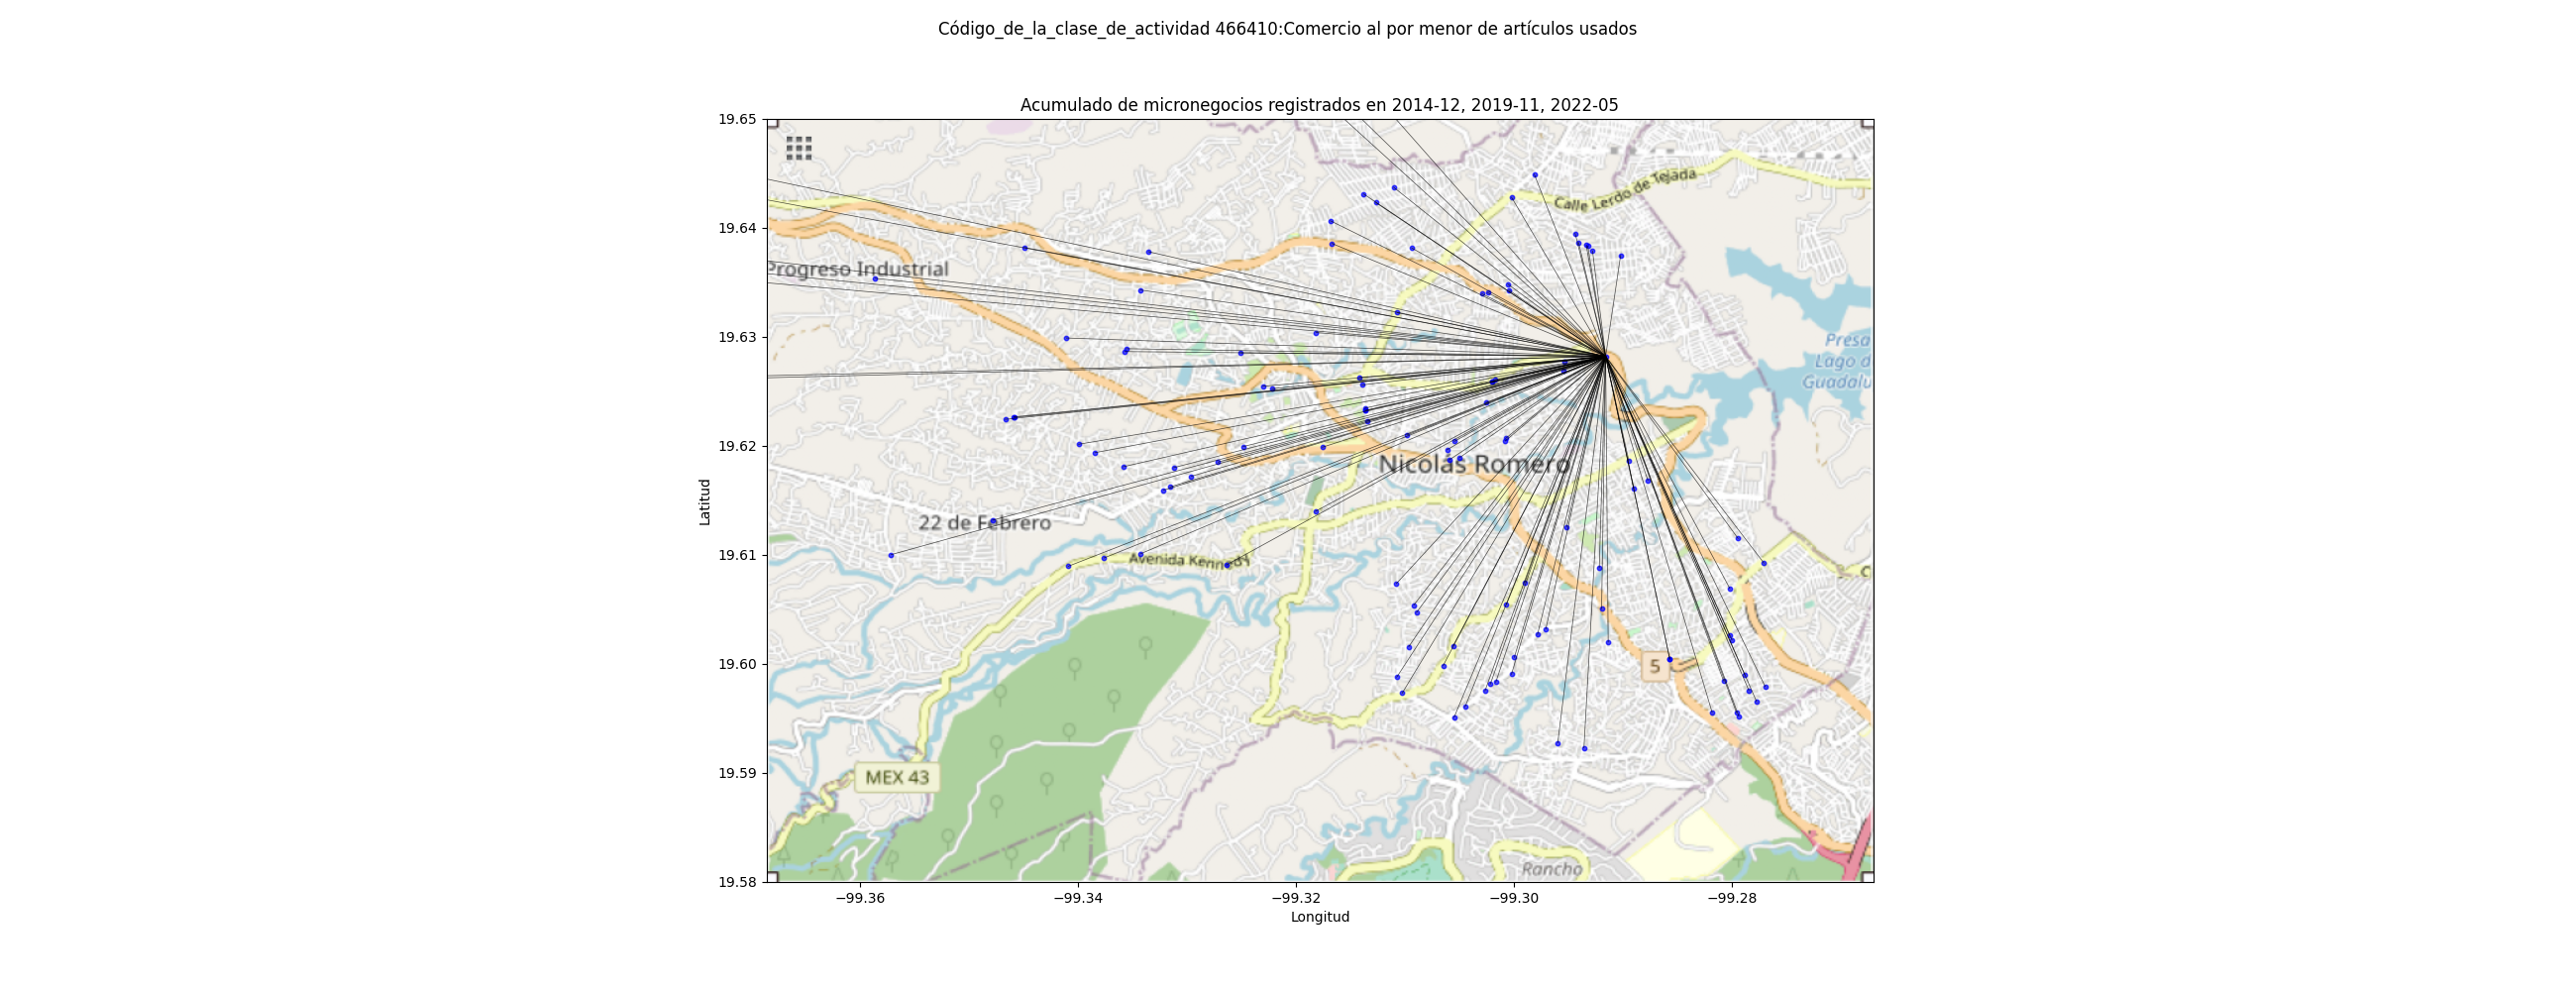 Código_de_la_clase_de_actividad 466410:Comercio al por menor de artículos usados
Acumulado de micronegocios registrados en 2014-12, 2019-11, 2022-05
19.65
19.64
19.63
19.62
19.61
19.60
19.59
19.58
Latitud
Calle Lerdo de Tejada
Progreso Industrial
Presa
Lago d
Guadalu
Nicolás Romero
22 de Febrero
Avenida Kennedy
C
5
MEX 43
Rancho
−99.36
−99.34
−99.32
−99.30
−99.28
Longitud